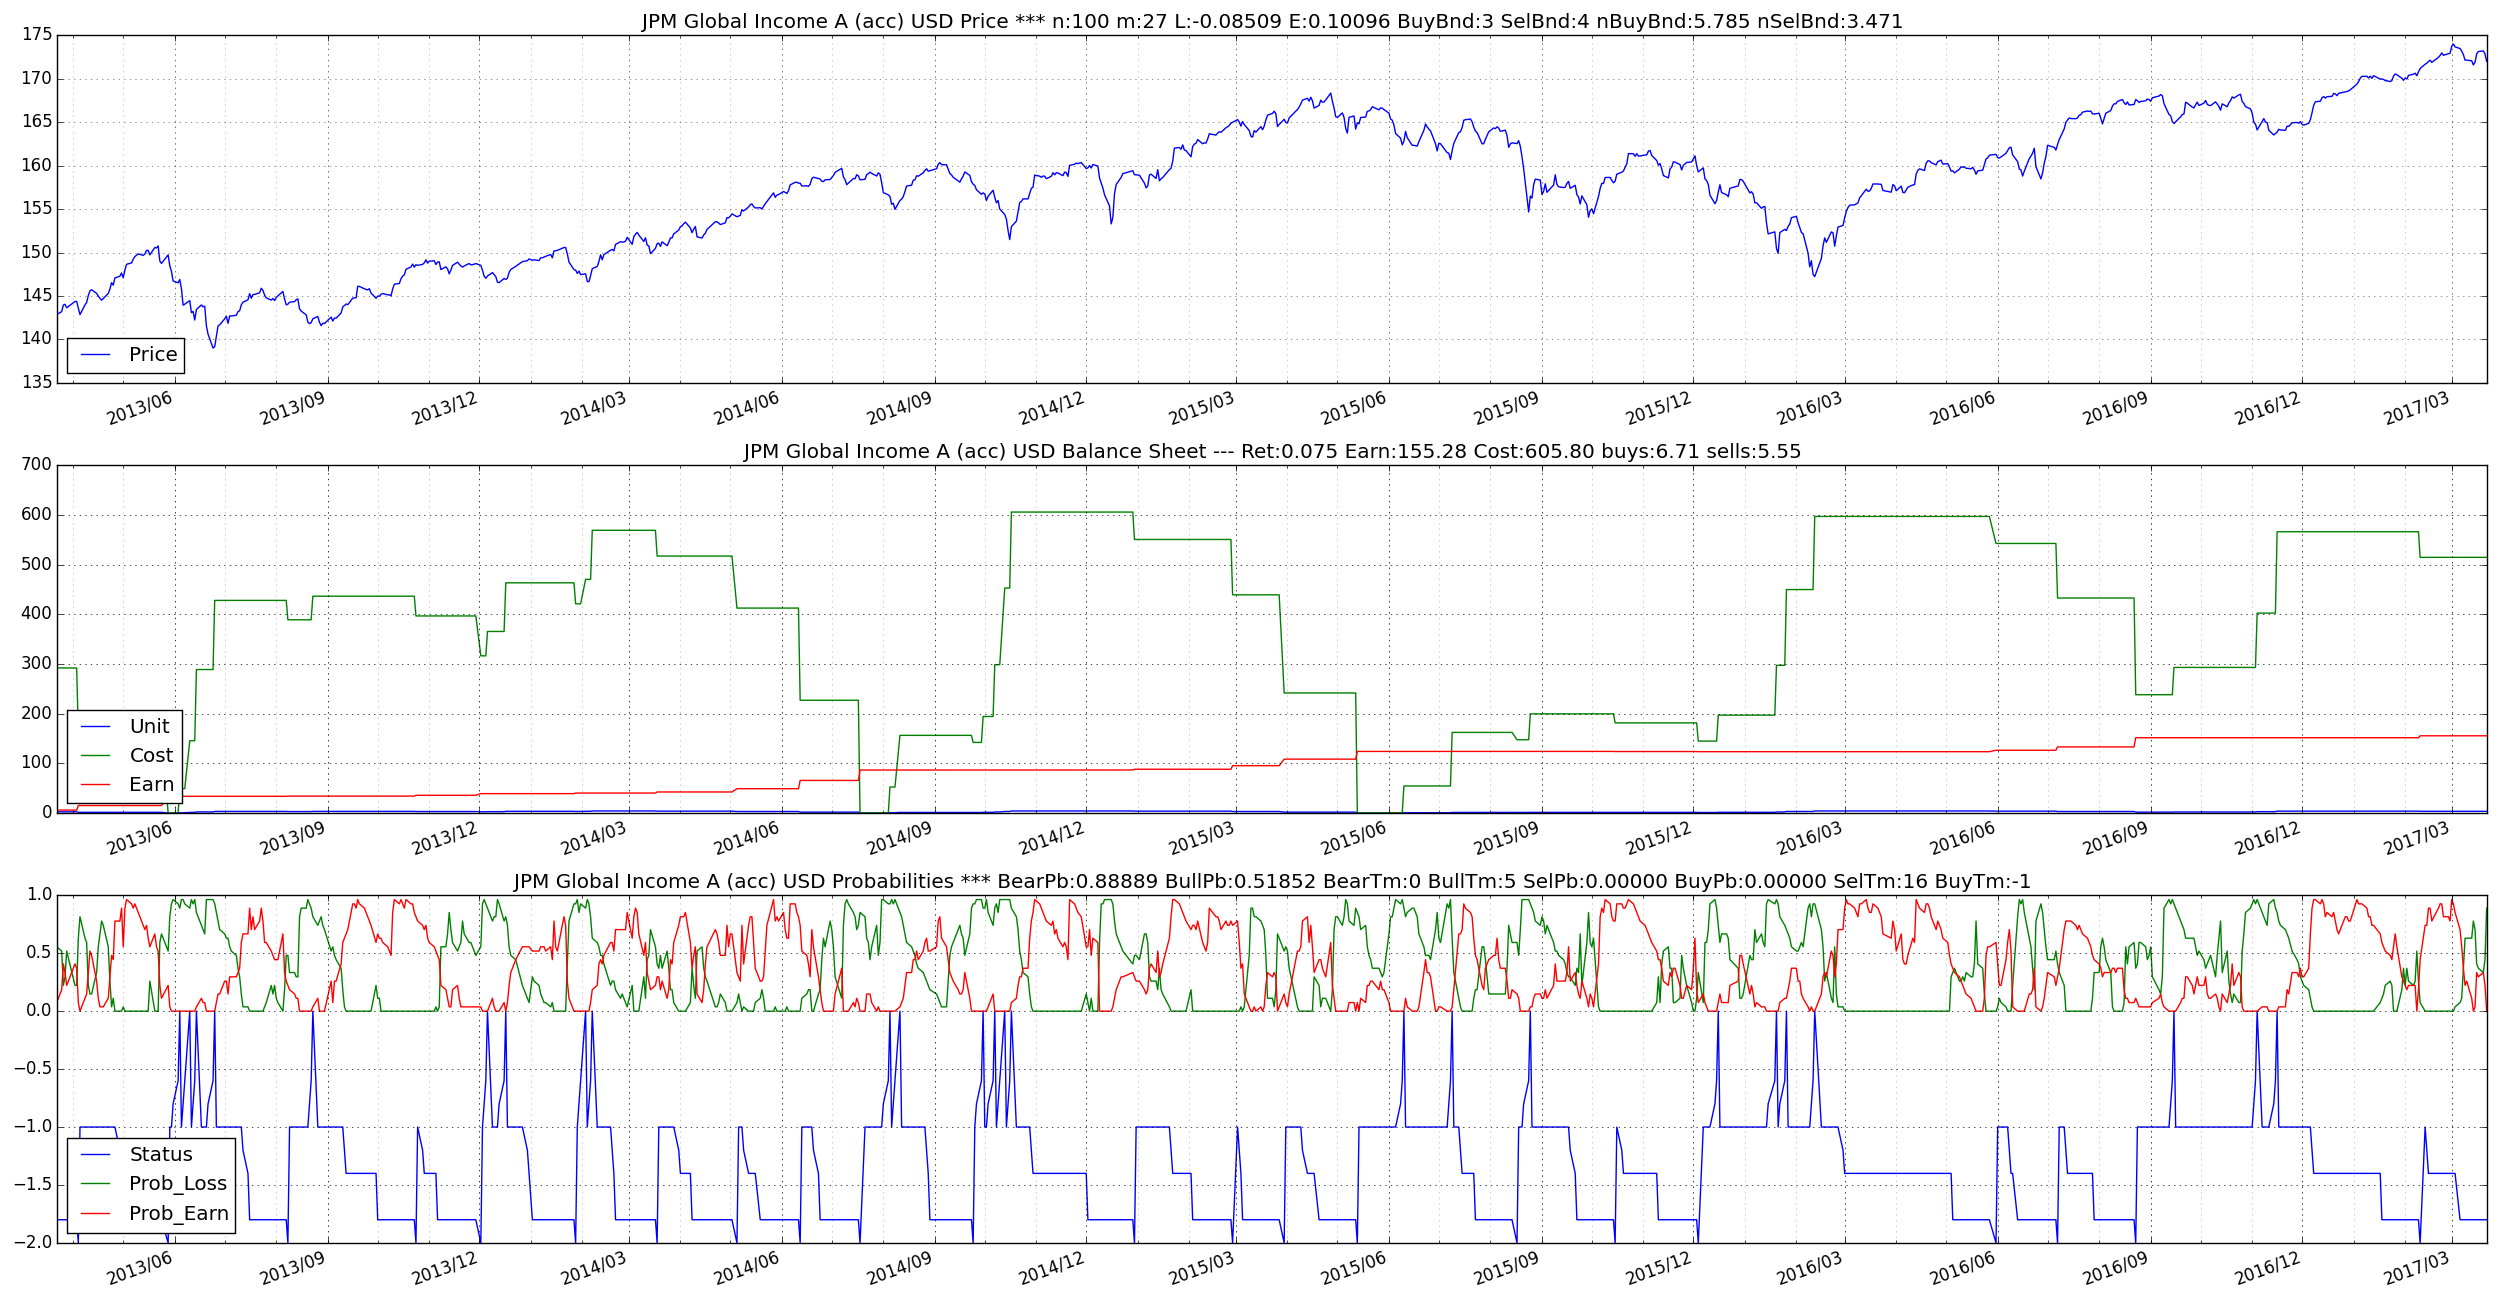 JPM Global Income A (acc) USD Price *** n:100 m:27 L:-0.08509 E:0.10096 BuyBnd:3 SelBnd:4 nBuyBnd:5.785 nSelBnd:3.471
175
170
165
160
155
150
145
140
135
Price
2013/06 2013/09 2013/12 2014/03 2014/06 2014/09 2014/12 2015/03 2015/06 2015/09 2015/12 2016/03 2016/06 2016/09 2016/12 2017/03
JPM Global Income A (acc) USD Balance Sheet --- Ret:0.075 Earn:155.28 Cost:605.80 buys:6.71 sells:5.55
700
600
500
400
300
200
100
0
Unit
Cost
Earn
2013/06 2013/09 2013/12 2014/03 2014/06 2014/09 2014/12 2015/03 2015/06 2015/09 2015/12 2016/03 2016/06 2016/09 2016/12 2017/03
JPM Global Income A (acc) USD Probabilities *** BearPb:0.88889 BullPb:0.51852 BearTm:0 BullTm:5 SelPb:0.00000 BuyPb:0.00000 SelTm:16 BuyTm:-1
1.0
0.5
0.0
−0.5
−1.0
−1.5
−2.0
Status
Prob_Loss
Prob_Earn
2013/06 2013/09 2013/12 2014/03 2014/06 2014/09 2014/12 2015/03 2015/06 2015/09 2015/12 2016/03 2016/06 2016/09 2016/12 2017/03